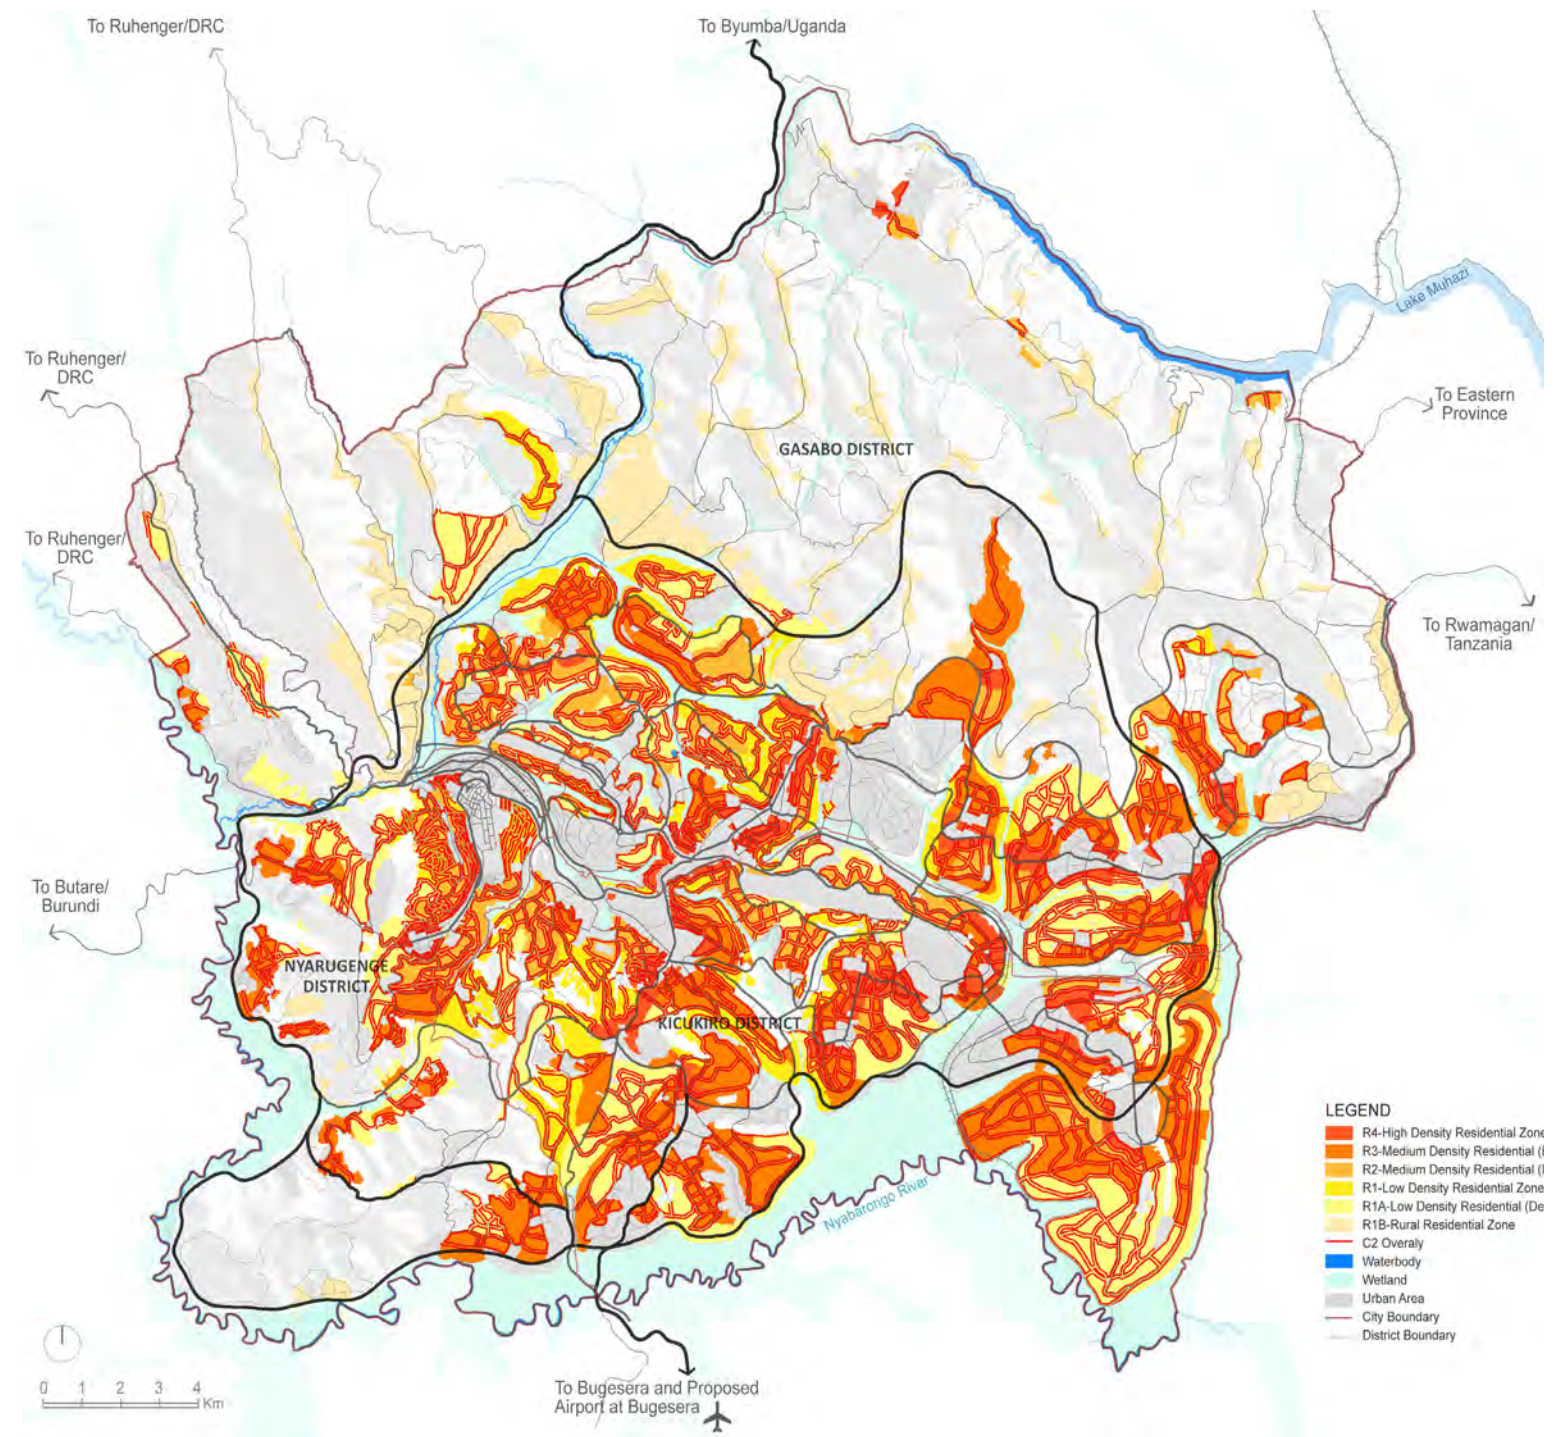 To Ruhenger/DRC
To Byumba/Uganda
Lake Muhazi
To Ruhenger/
DRC
To Eastern
Province
GASABO DISTRICT
To Ruhenger/
DRC
To Rwamagan/
Tanzania
To Butare/
Burundi
NYARUGENGE
DISTRICT
KICUKIRO DISTRICT
Nyabarongo River
LEGEND
R4-High Density Residential Zone
R3-Medium Density Residential (
R2-Medium Density Residential (
R1-Low Density Residential Zone
R1A-Low Density Residential (De
R1B-Rural Residential Zone
C2 Overaly
Waterbody
Wetland
Urban Area
City Boundary
District Boundary
0 1 2 3 4
Km
To Bugesera and Proposed
Airport at Bugesera